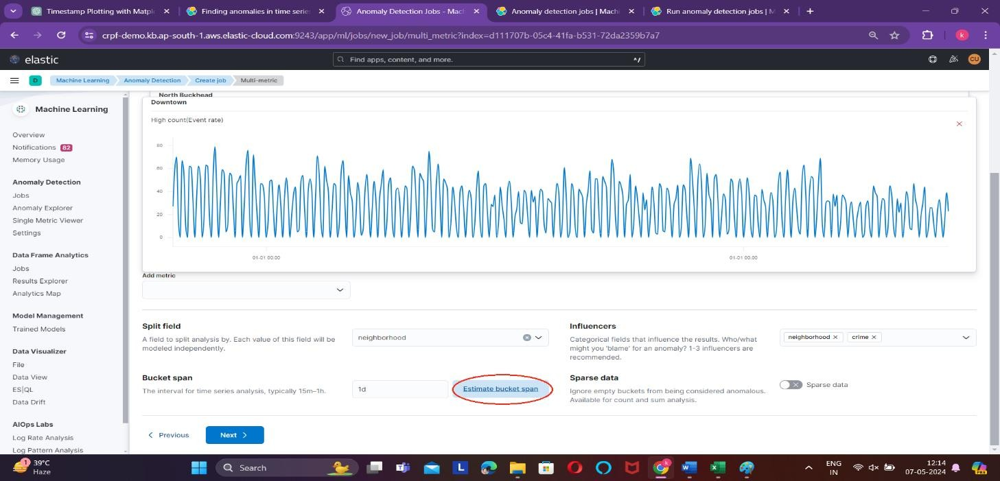 Timestamp Plotting with Matpl
Finding anomalies in time serie
Anomaly Detection Jobs - Mac
Anomaly detection jobs | Machi
Run anomaly detection jobs | M
crpf-demo.kb.ap-south-1.aws.elastic-cloud.com:9243/app/ml/jobs/new_job/multi_metric?index=d111707b-05c4-41fa-b531-72da2359b7a7
k
elastic
Find apps, content, and more.
^/
CU
D
Machine Learning
Anomaly Detection
Create job
Multi-metric
Machine Learning
Overview
Notifications 82
Memory Usage
Anomaly Detection
Jobs
Anomaly Explorer
Single Metric Viewer
Settings
Data Frame Analytics
Jobs
Results Explorer
Analytics Map
Model Management
Trained Models
Data Visualizer
File
Data View
ES|QL
Data Drift
AIOps Labs
Log Rate Analysis
Log Pattern Analysis
North Buckhead
Downtown
High count(Event rate)
80
60
40
20
0
01-01 00:00
01-01 00:00
Add metric
Split field
A field to split analysis by. Each value of this field will be
modeled independently.
neighborhood
Influencers
Categorical fields that influence the results. Who/what
might you 'blame' for an anomaly? 1-3 influencers are
recommended.
neighborhood
crime
Bucket span
The interval for time series analysis, typically 15m–1h.
1d
Estimate bucket span
Sparse data
Ignore empty buckets from being considered anomalous.
Available for count and sum analysis.
Sparse data
Previous
Next
1
39°C
Haze
Search
L
ENG
IN
12:14
07-05-2024